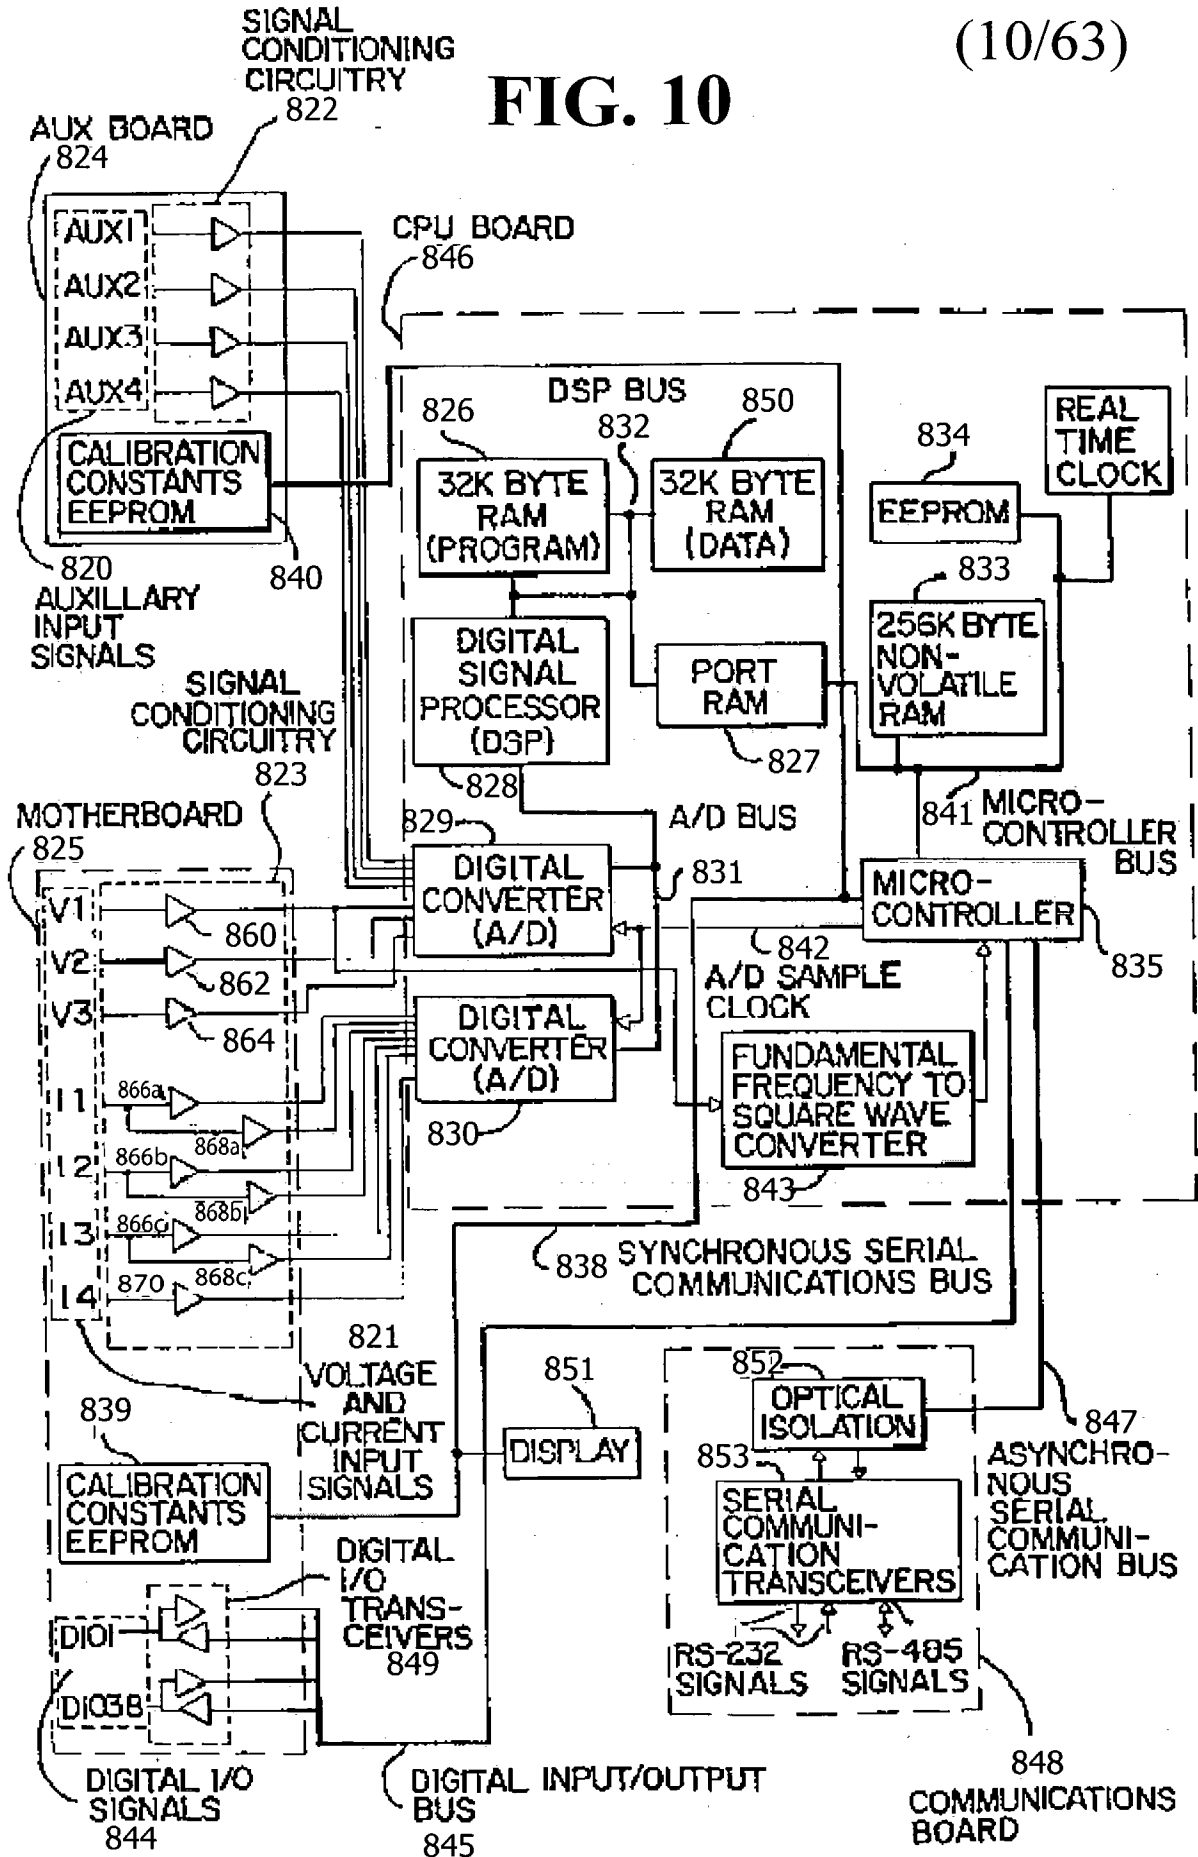 (10/63)
FIG. 10
SIGNAL
CONDITIONING
CIRCUITRY
822
AUX BOARD
824
AUX1
AUX2
AUX3
AUX4
CALIBRATION
CONSTANTS
EEPROM
820
840
AUXILLARY
INPUT
SIGNALS
CPU BOARD
846
DSP BUS
826
832
850
834
REAL
TIME
CLOCK
32K BYTE
RAM
(PROGRAM)
32K BYTE
RAM
(DATA)
EEPROM
833
256K BYTE
NON-
VOLATILE
RAM
DIGITAL
SIGNAL
PROCESSOR
(DSP)
PORT
RAM
828
827
841
MICRO-
CONTROLLER
BUS
SIGNAL
CONDITIONING
CIRCUITRY
823
MOTHERBOARD
825
829
A/D BUS
DIGITAL
CONVERTER
(A/D)
831
MICRO-
CONTROLLER
842
835
A/D SAMPLE
CLOCK
V1
860
V2
862
V3
864
DIGITAL
CONVERTER
(A/D)
830
FUNDAMENTAL
FREQUENCY TO
SQUARE WAVE
CONVERTER
843
I1
866a
868a
I2
866b
868b
I3
866c
868c
I4
870
838
SYNCHRONOUS SERIAL
COMMUNICATIONS BUS
821
VOLTAGE
AND
CURRENT
INPUT
SIGNALS
851
DISPLAY
852
OPTICAL
ISOLATION
847
ASYNCHRO-
NOUS
SERIAL
COMMUNI-
CATION BUS
853
SERIAL
COMMUNI-
CATION
TRANSCEIVERS
839
CALIBRATION
CONSTANTS
EEPROM
DIGITAL
I/O
TRANS-
CEIVERS
849
DIO1
DIO38
RS-232
SIGNALS
RS-485
SIGNALS
848
COMMUNICATIONS
BOARD
DIGITAL I/O
SIGNALS
844
DIGITAL INPUT/OUTPUT
BUS
845